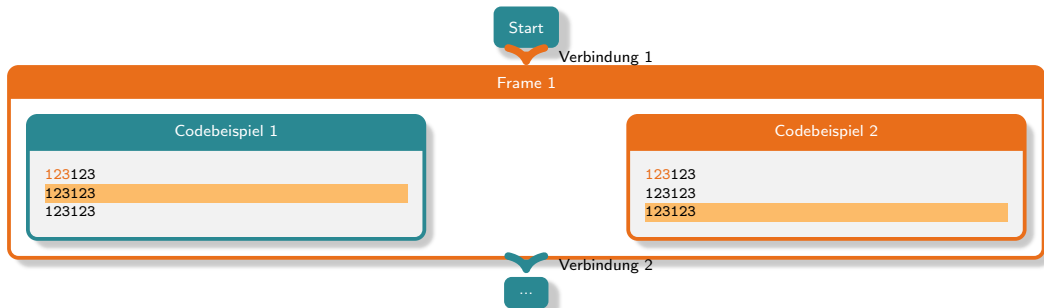 Start
Verbindung 1
Frame 1
Codebeispiel 1
123123
123123
123123
Codebeispiel 2
123123
123123
123123
Verbindung 2
...